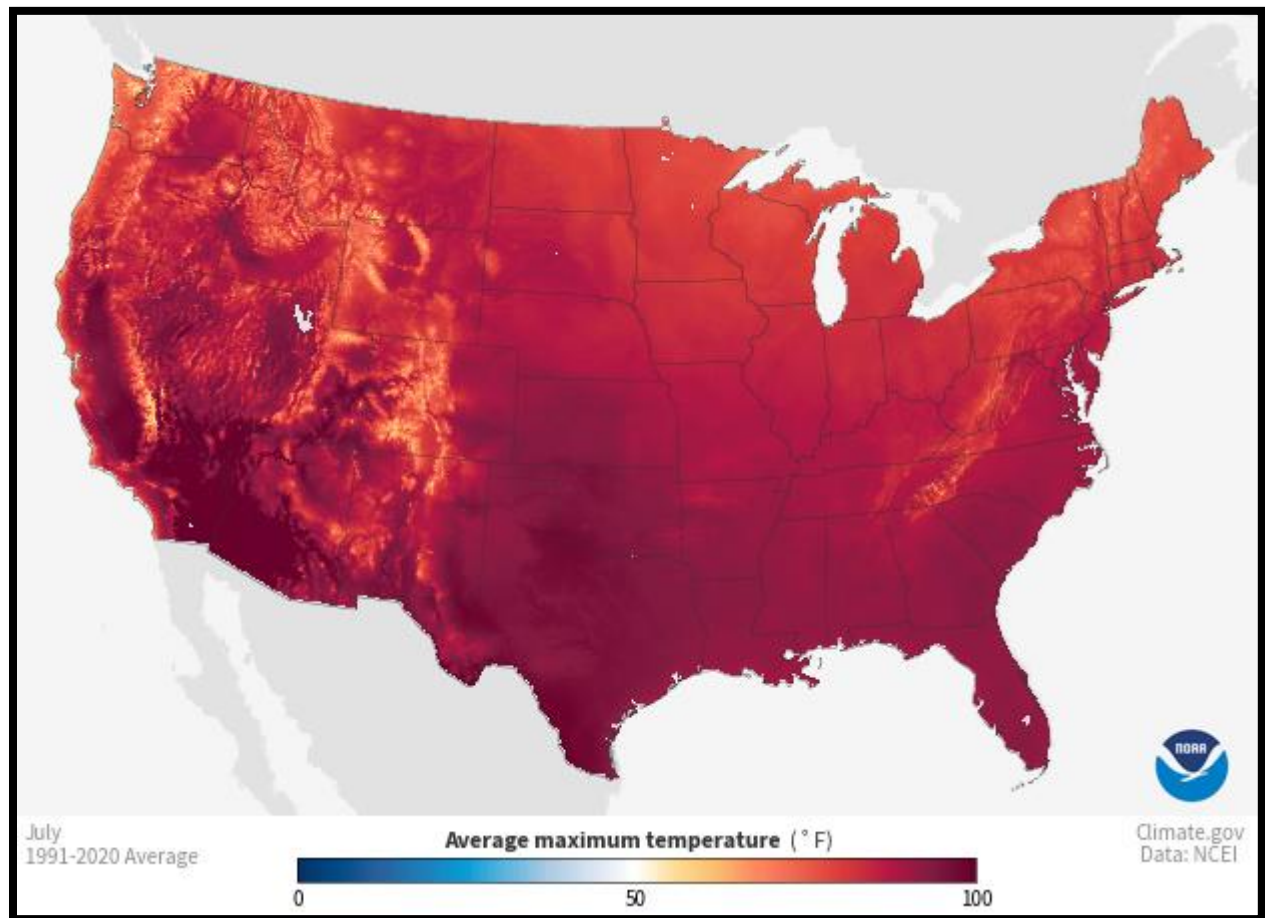 NOAA
July
1991-2020 Average
Average maximum temperature (°F)
0 50 100
Climate.gov
Data: NCEI